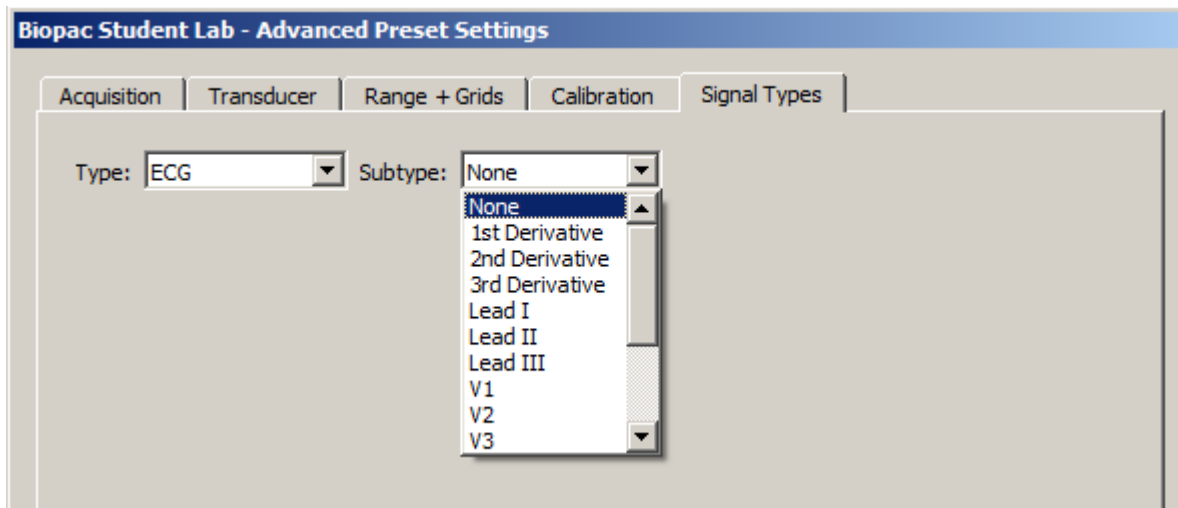 Biopac Student Lab - Advanced Preset Settings
Acquisition Transducer Range + Grids Calibration Signal Types
Type: ECG Subtype: None
None
1st Derivative
2nd Derivative
3rd Derivative
Lead I
Lead II
Lead III
V1
V2
V3